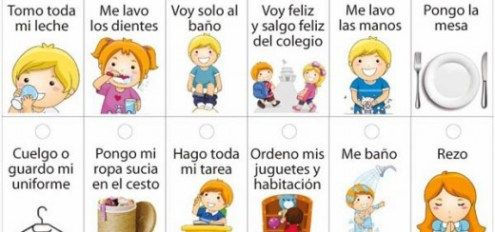 Tomo toda
mi leche
Me lavo
los dientes
Voy solo al
baño
Voy feliz
y salgo feliz
del colegio
Me lavo
las manos
Pongo la
mesa
Cuelgo o
guardo mi
uniforme
Pongo mi
ropa sucia
en el cesto
Hago toda
mi tarea
Ordeno mis
juguetes y
habitación
Me baño
Rezo